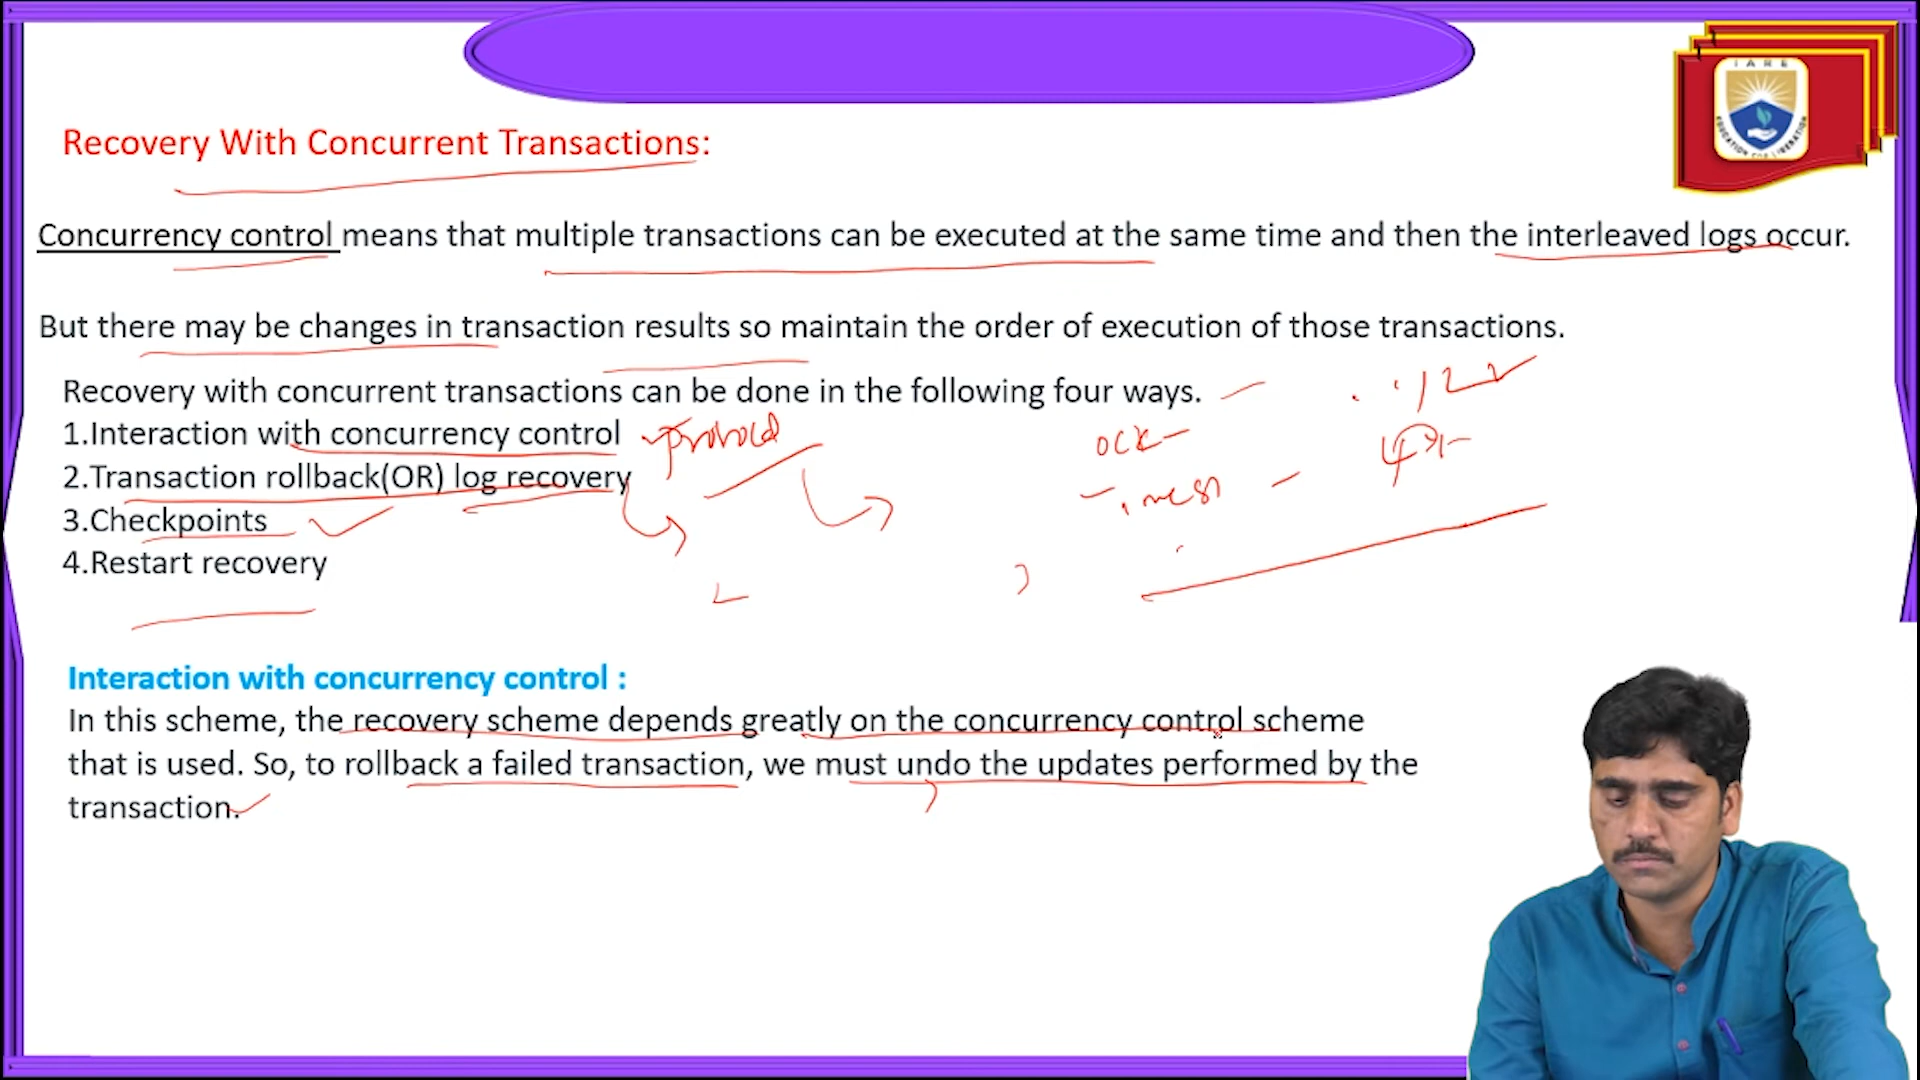 IARE
EDUCATION FOR LIBERATION
Recovery With Concurrent Transactions:
Concurrency control means that multiple transactions can be executed at the same time and then the interleaved logs occur.
But there may be changes in transaction results so maintain the order of execution of those transactions.
Recovery with concurrent transactions can be done in the following four ways.
1.Interaction with concurrency control
2.Transaction rollback(OR) log recovery
3.Checkpoints
4.Restart recovery
Interaction with concurrency control :
In this scheme, the recovery scheme depends greatly on the concurrency control scheme
that is used. So, to rollback a failed transaction, we must undo the updates performed by the
transaction.